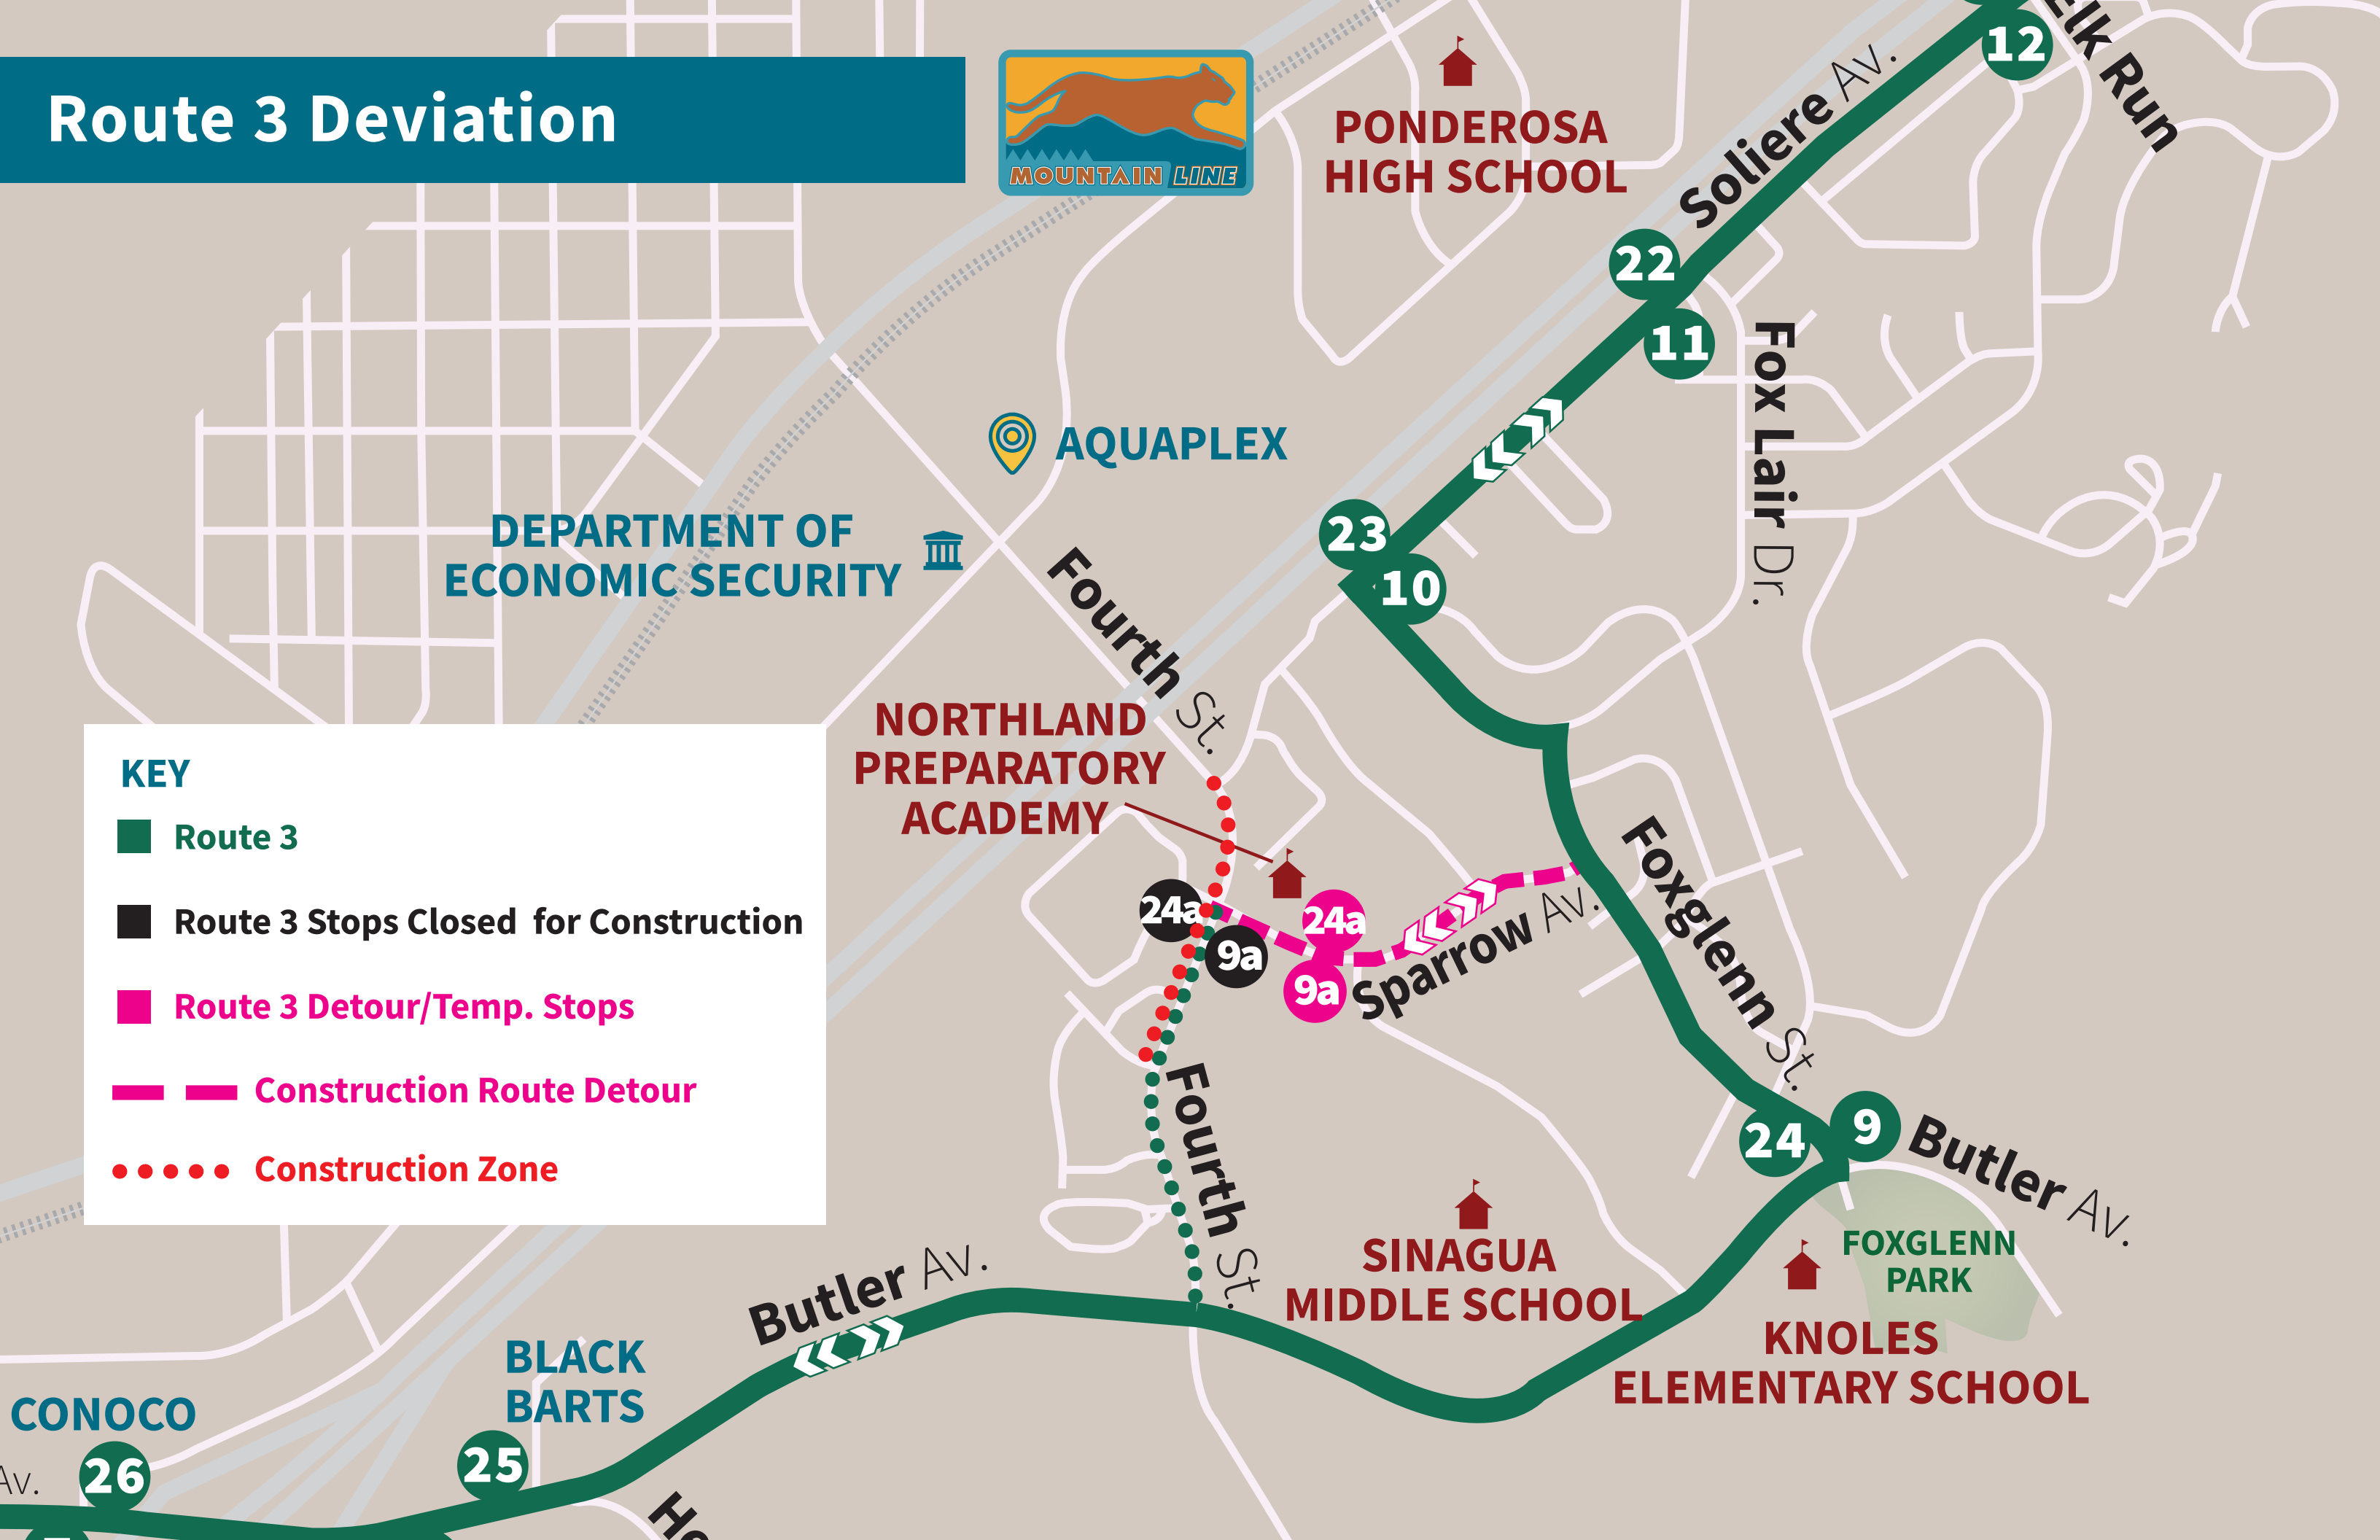 Route 3 Deviation
MOUNTAIN LINE
PONDEROSA
HIGH SCHOOL
12
Elk Run
Soliere Av.
22
11
Fox Lair Dr.
AQUAPLEX
DEPARTMENT OF
ECONOMIC SECURITY
23
10
Fourth St.
NORTHLAND
PREPARATORY
ACADEMY
KEY
Route 3
Route 3 Stops Closed for Construction
Route 3 Detour/Temp. Stops
Construction Route Detour
Construction Zone
24a
9a
24a
9a
Sparrow Av.
Foxglenn St.
Fourth St.
24
9
Butler Av.
FOXGLENN
PARK
SINAGUA
MIDDLE SCHOOL
KNOLES
ELEMENTARY SCHOOL
Butler Av.
BLACK
BARTS
CONOCO
Av.
26
25